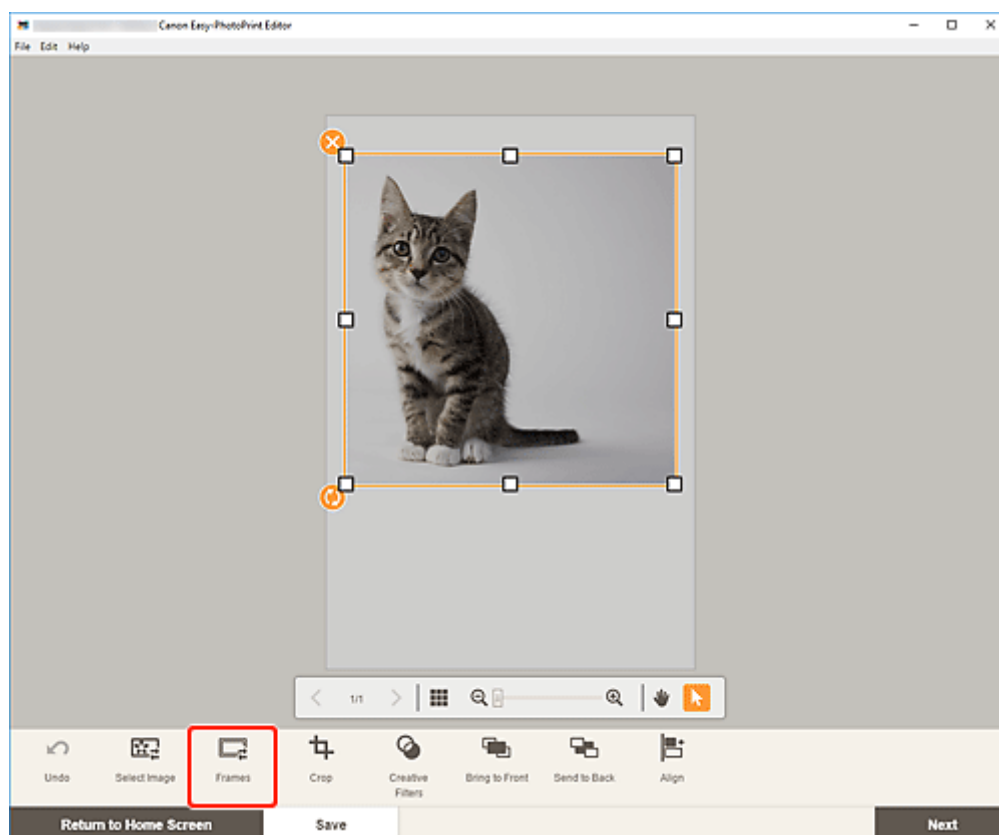 Canon Easy-PhotoPrint Editor
File Edit Help
1/1
Undo Select Image Frames Crop Creative Filters Bring to Front Send to Back Align
Return to Home Screen Save Next